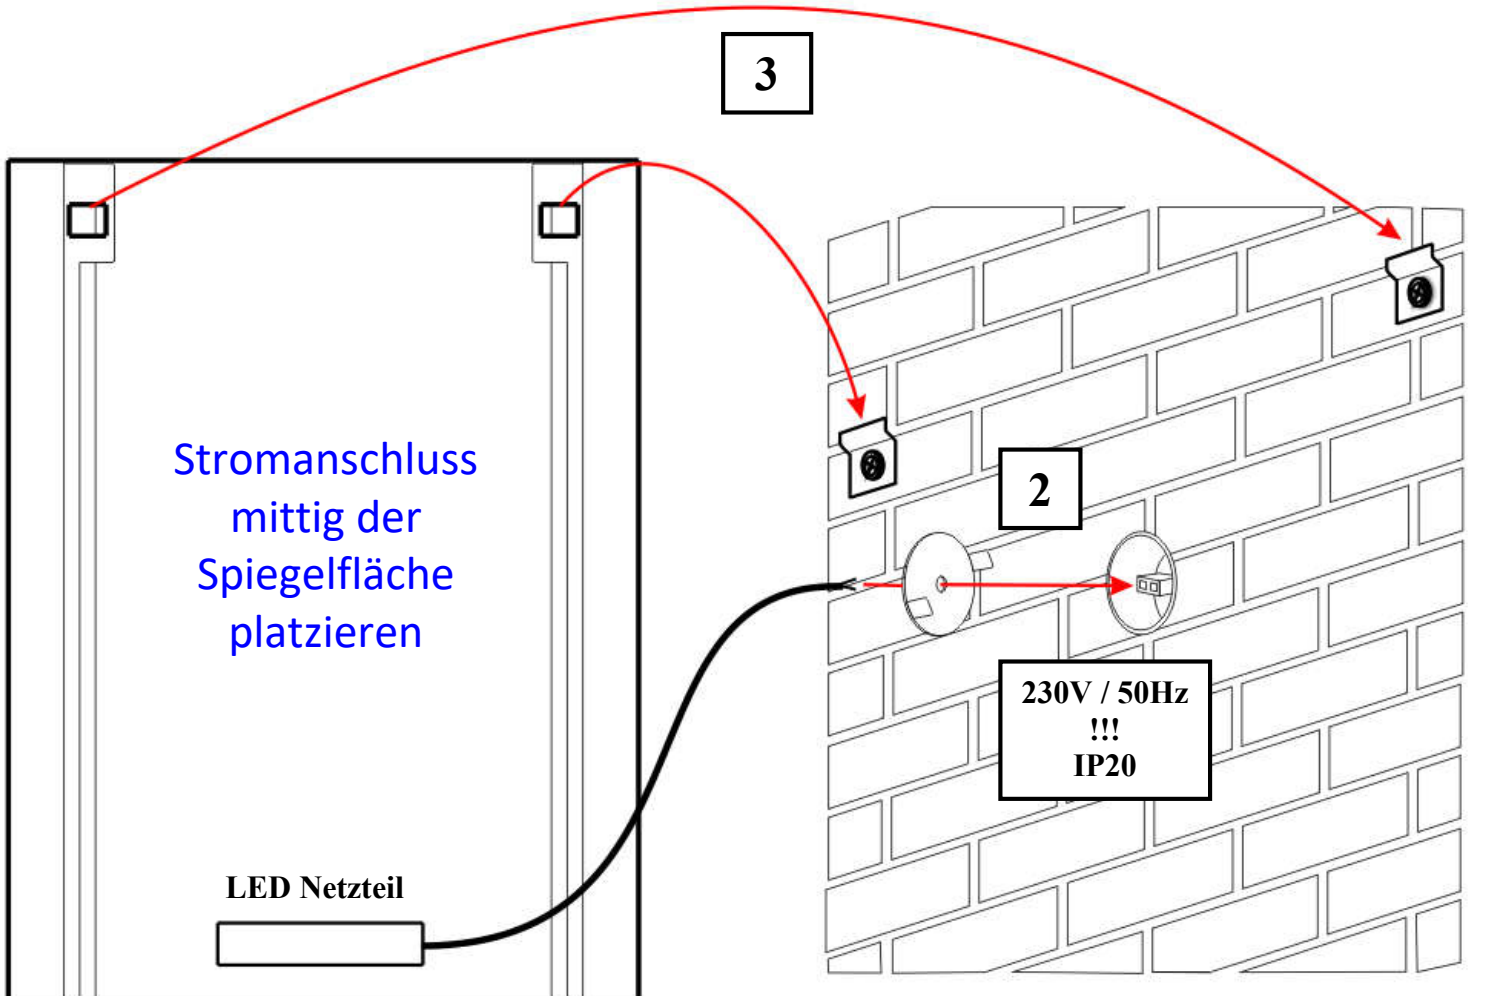 3
Stromanschluss
mittig der
Spiegelfläche
platzieren
2
230V / 50Hz
!!!
IP20
LED Netzteil